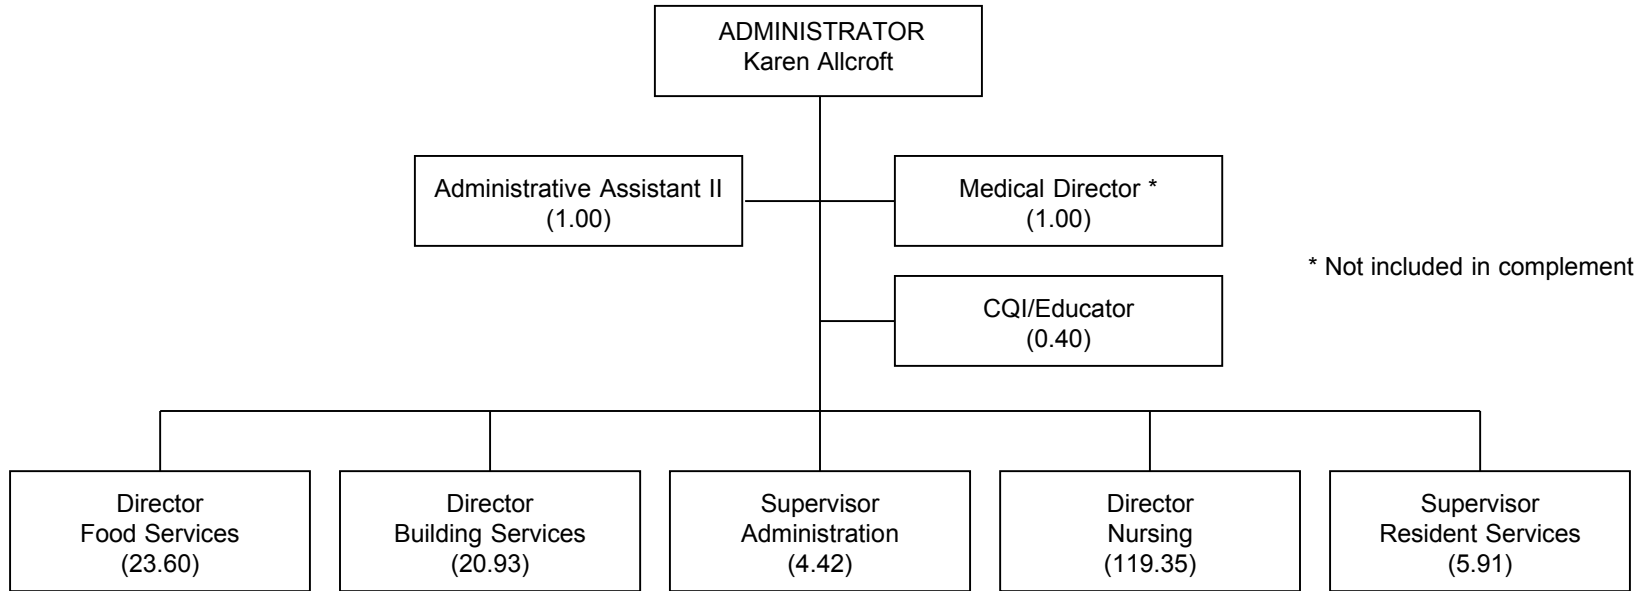 ADMINISTRATOR
Karen Allcroft
Administrative Assistant II
(1.00)
Medical Director *
(1.00)
* Not included in complement
CQI/Educator
(0.40)
Director
Food Services
(23.60)
Director
Building Services
(20.93)
Supervisor
Administration
(4.42)
Director
Nursing
(119.35)
Supervisor
Resident Services
(5.91)